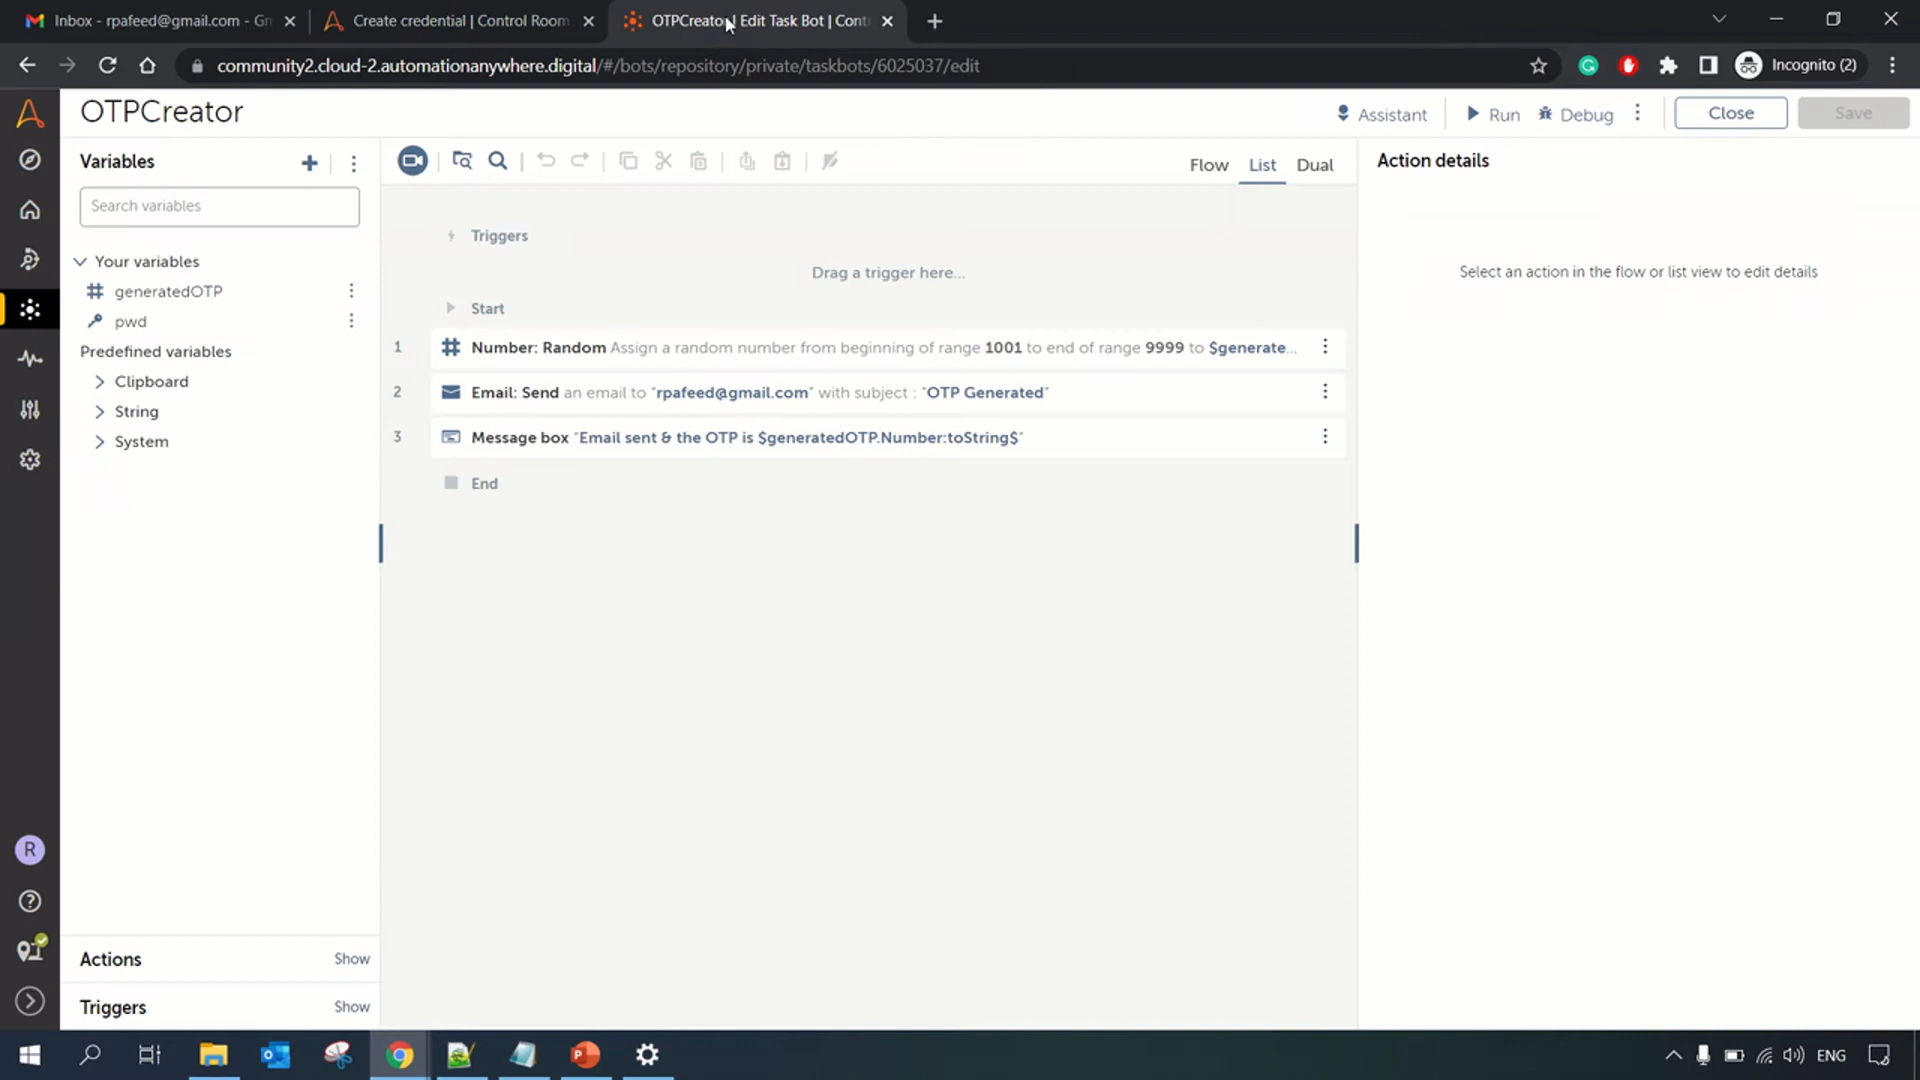 Inbox - rpafeed@gmail.com - Gm
Create credential | Control Room
OTPCreator | Edit Task Bot | Cont
community2.cloud-2.automationanywhere.digital/#/bots/repository/private/taskbots/6025037/edit
Incognito (2)
OTPCreator
Assistant
Run
Debug
Close
Save
Variables
Search variables
Your variables
generatedOTP
pwd
Predefined variables
Clipboard
String
System
Flow
List
Dual
Triggers
Drag a trigger here...
Start
1
Number: Random Assign a random number from beginning of range 1001 to end of range 9999 to $generate...
2
Email: Send an email to "rpafeed@gmail.com" with subject : "OTP Generated"
3
Message box "Email sent & the OTP is $generatedOTP.Number:toString$"
End
Action details
Select an action in the flow or list view to edit details
R
Actions
Show
Triggers
Show
ENG